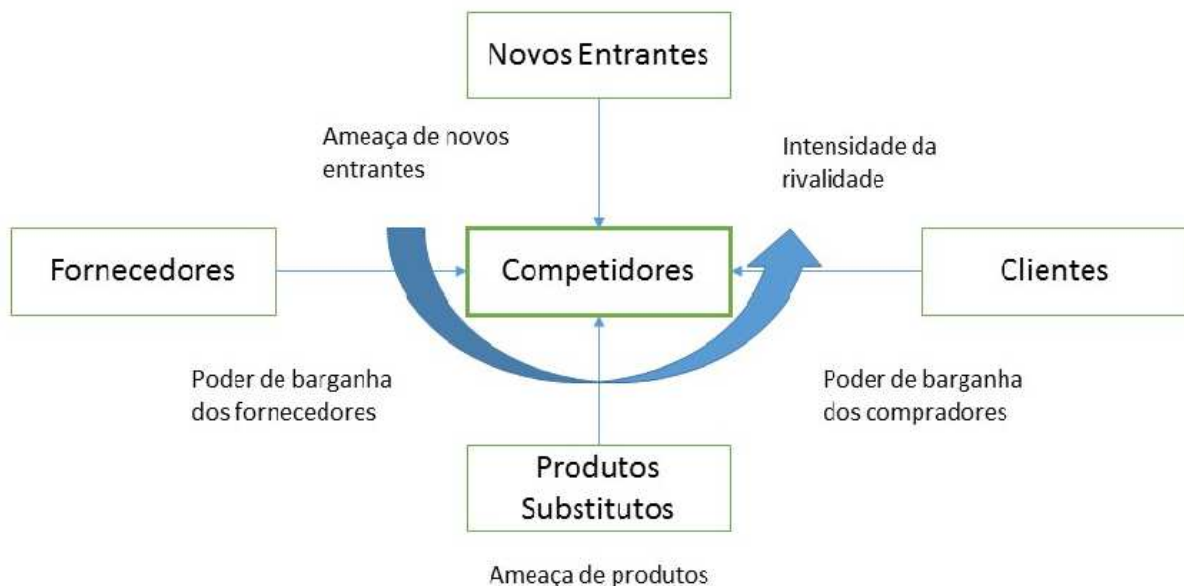 Novos Entrantes
Ameaça de novos
entrantes
Intensidade da
rivalidade
Fornecedores
Competidores
Clientes
Poder de barganha
dos fornecedores
Poder de barganha
dos compradores
Produtos
Substitutos
Ameaça de produtos